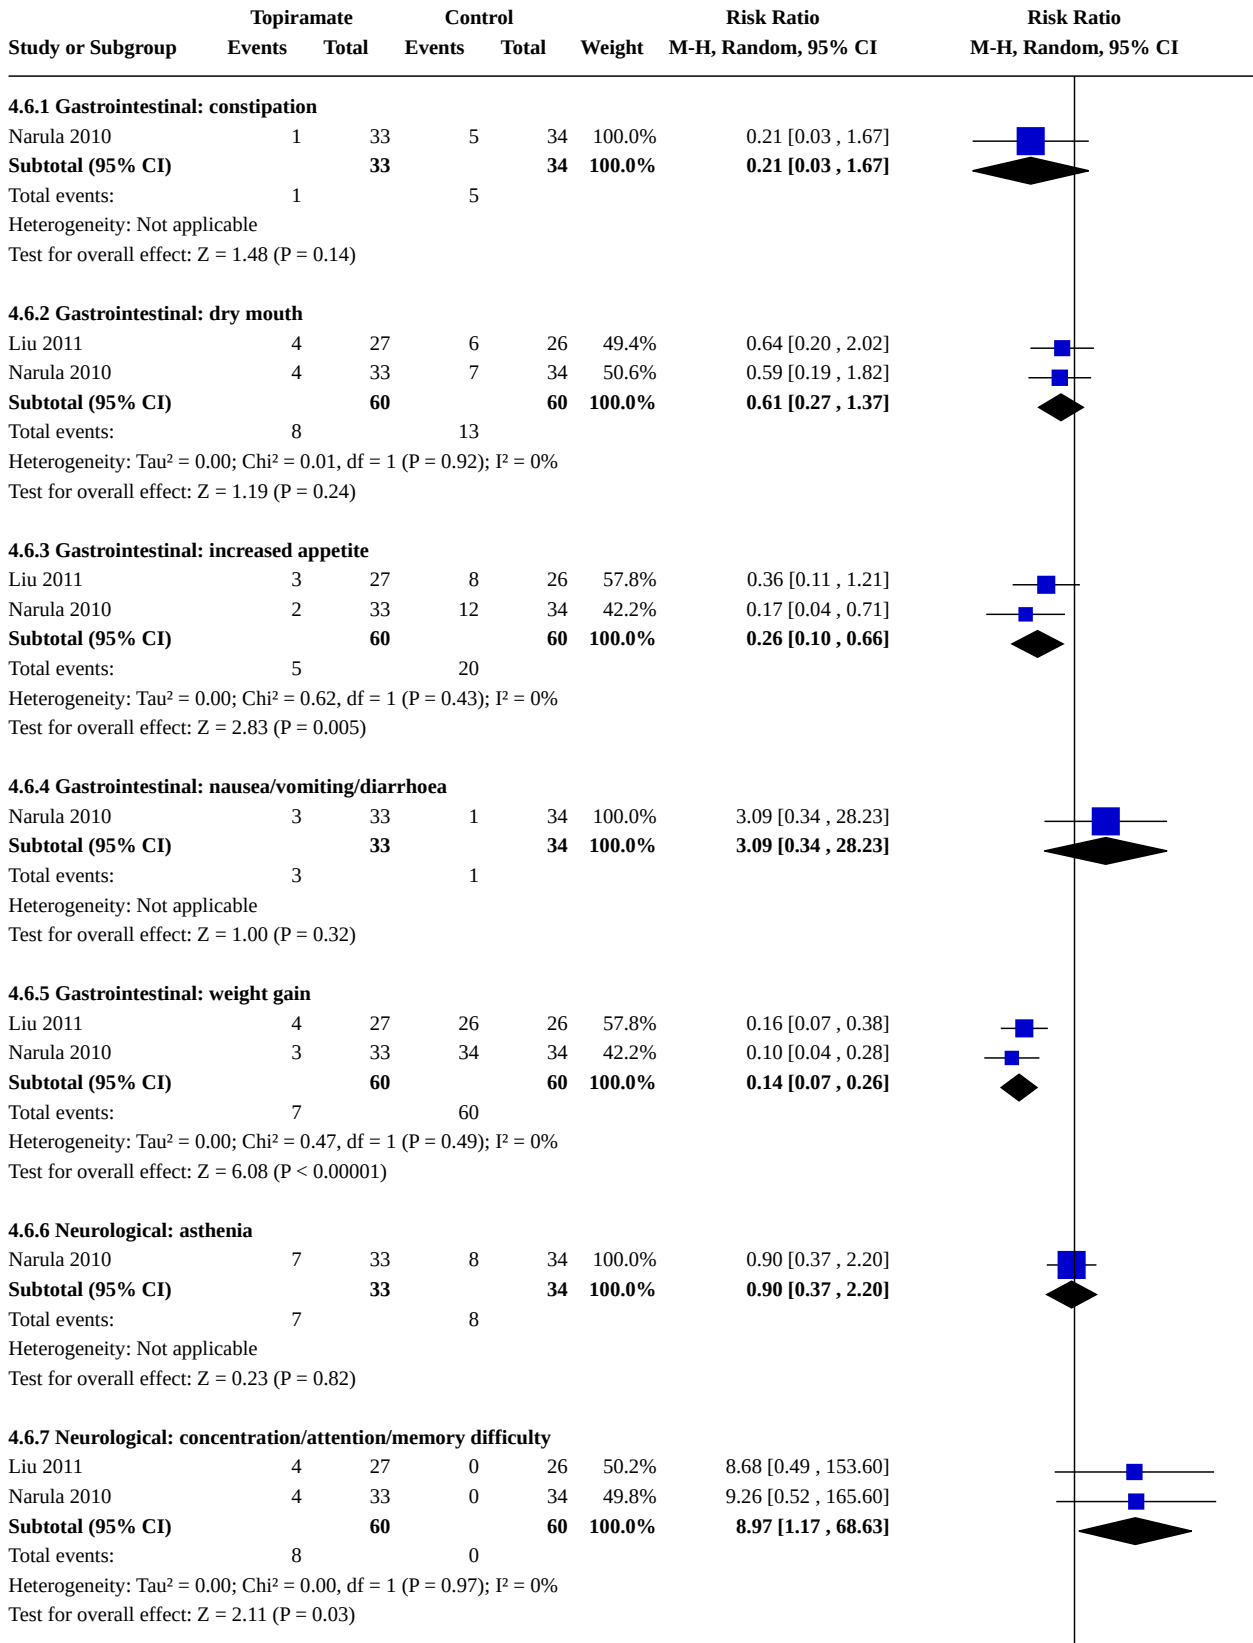 Topiramate Control Risk Ratio Risk Ratio
Study or Subgroup Events Total Events Total Weight M-H, Random, 95% CI M-H, Random, 95% CI
4.6.1 Gastrointestinal: constipation
Narula 2010 1 33 5 34 100.0% 0.21 [0.03 , 1.67]
Subtotal (95% CI) 33 34 100.0% 0.21 [0.03 , 1.67]
Total events: 1 5
Heterogeneity: Not applicable
Test for overall effect: Z = 1.48 (P = 0.14)
4.6.2 Gastrointestinal: dry mouth
Liu 2011 4 27 6 26 49.4% 0.64 [0.20 , 2.02]
Narula 2010 4 33 7 34 50.6% 0.59 [0.19 , 1.82]
Subtotal (95% CI) 60 60 100.0% 0.61 [0.27 , 1.37]
Total events: 8 13
Heterogeneity: Tau² = 0.00; Chi² = 0.01, df = 1 (P = 0.92); I² = 0%
Test for overall effect: Z = 1.19 (P = 0.24)
4.6.3 Gastrointestinal: increased appetite
Liu 2011 3 27 8 26 57.8% 0.36 [0.11 , 1.21]
Narula 2010 2 33 12 34 42.2% 0.17 [0.04 , 0.71]
Subtotal (95% CI) 60 60 100.0% 0.26 [0.10 , 0.66]
Total events: 5 20
Heterogeneity: Tau² = 0.00; Chi² = 0.62, df = 1 (P = 0.43); I² = 0%
Test for overall effect: Z = 2.83 (P = 0.005)
4.6.4 Gastrointestinal: nausea/vomiting/diarrhoea
Narula 2010 3 33 1 34 100.0% 3.09 [0.34 , 28.23]
Subtotal (95% CI) 33 34 100.0% 3.09 [0.34 , 28.23]
Total events: 3 1
Heterogeneity: Not applicable
Test for overall effect: Z = 1.00 (P = 0.32)
4.6.5 Gastrointestinal: weight gain
Liu 2011 4 27 26 26 57.8% 0.16 [0.07 , 0.38]
Narula 2010 3 33 34 34 42.2% 0.10 [0.04 , 0.28]
Subtotal (95% CI) 60 60 100.0% 0.14 [0.07 , 0.26]
Total events: 7 60
Heterogeneity: Tau² = 0.00; Chi² = 0.47, df = 1 (P = 0.49); I² = 0%
Test for overall effect: Z = 6.08 (P < 0.00001)
4.6.6 Neurological: asthenia
Narula 2010 7 33 8 34 100.0% 0.90 [0.37 , 2.20]
Subtotal (95% CI) 33 34 100.0% 0.90 [0.37 , 2.20]
Total events: 7 8
Heterogeneity: Not applicable
Test for overall effect: Z = 0.23 (P = 0.82)
4.6.7 Neurological: concentration/attention/memory difficulty
Liu 2011 4 27 0 26 50.2% 8.68 [0.49 , 153.60]
Narula 2010 4 33 0 34 49.8% 9.26 [0.52 , 165.60]
Subtotal (95% CI) 60 60 100.0% 8.97 [1.17 , 68.63]
Total events: 8 0
Heterogeneity: Tau² = 0.00; Chi² = 0.00, df = 1 (P = 0.97); I² = 0%
Test for overall effect: Z = 2.11 (P = 0.03)